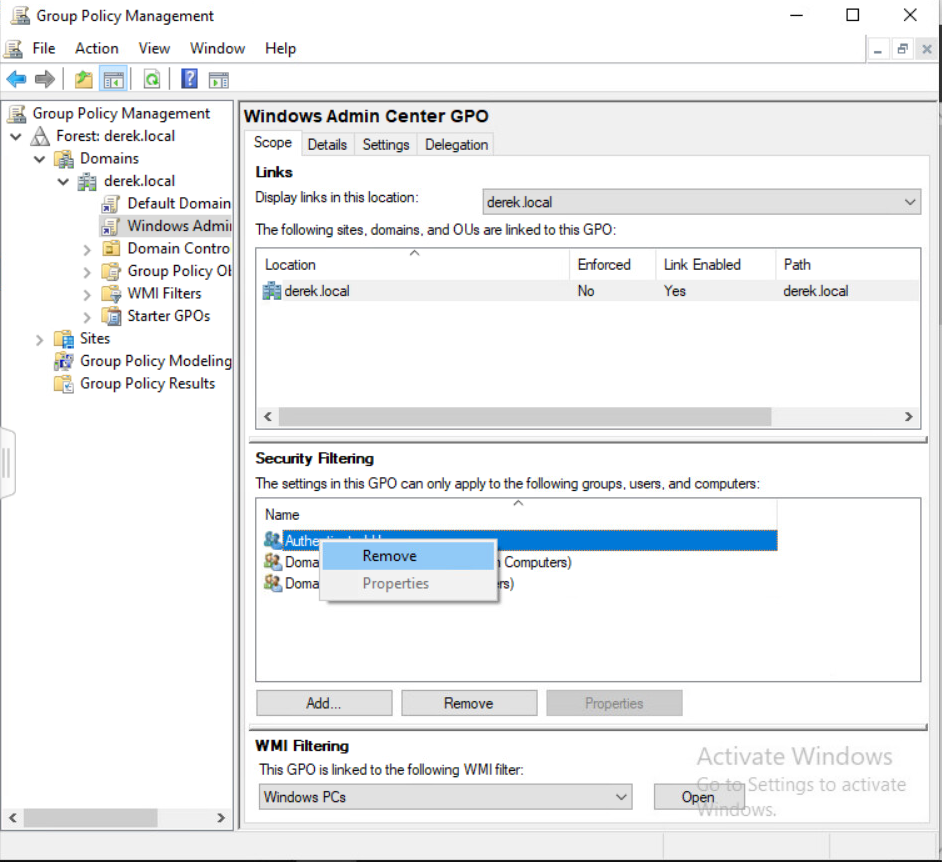 Group Policy Management
File Action View Window Help
Group Policy Management
Forest: derek.local
Domains
derek.local
Default Domain
Windows Admi
Domain Contro
Group Policy Ob
WMI Filters
Starter GPOs
Sites
Group Policy Modeling
Group Policy Results
Windows Admin Center GPO
Scope Details Settings Delegation
Links
Display links in this location: derek.local
The following sites, domains, and OUs are linked to this GPO:
Location Enforced Link Enabled Path
derek.local No Yes derek.local
Security Filtering
The settings in this GPO can only apply to the following groups, users, and computers:
Name
Remove
Doma Computers)
Properties
Doma rs)
Add... Remove Properties
WMI Filtering
This GPO is linked to the following WMI filter:
Windows PCs Open
Activate Windows
Go to Settings to activate
Windows.